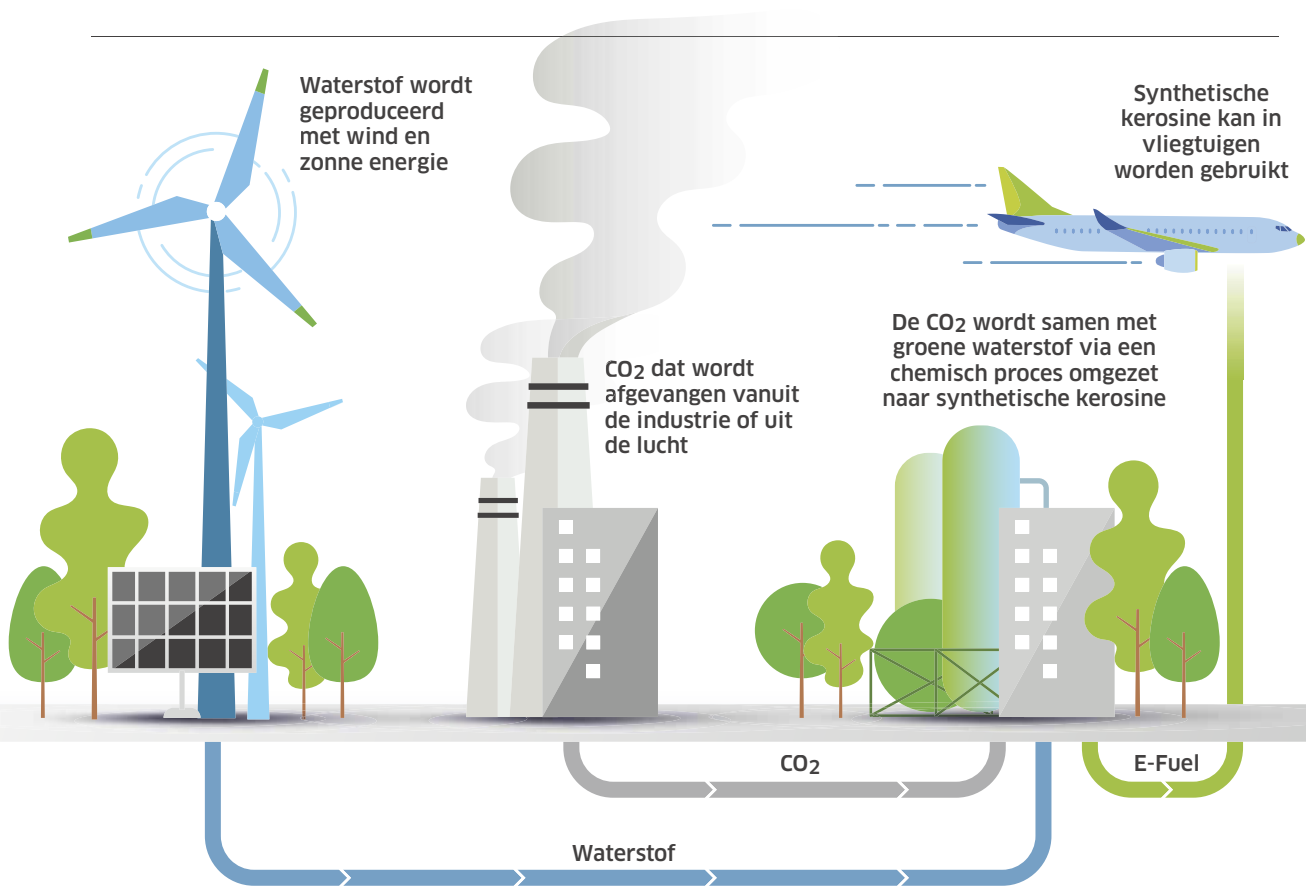 Waterstof wordt
geproduceerd
met wind en
zonne energie
CO2 dat wordt
afgevangen vanuit
de industrie of uit
de lucht
Synthetische
kerosine kan in
vliegtuigen
worden gebruikt
De CO2 wordt samen met
groene waterstof via een
chemisch proces omgezet
naar synthetische kerosine
CO2
E-Fuel
Waterstof